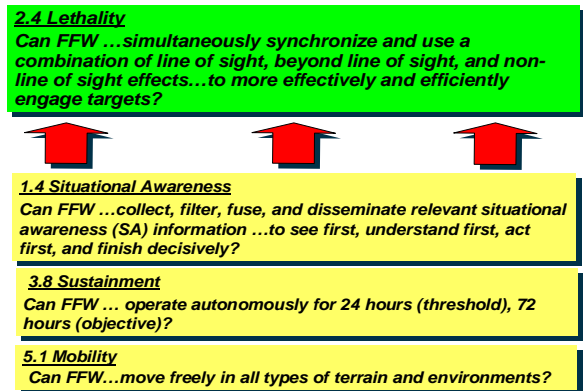 2.4 Lethality
Can FFW …simultaneously synchronize and use a
combination of line of sight, beyond line of sight, and non-
line of sight effects…to more effectively and efficiently
engage targets?
1.4 Situational Awareness
Can FFW …collect, filter, fuse, and disseminate relevant situational
awareness (SA) information …to see first, understand first, act
first, and finish decisively?
3.8 Sustainment
Can FFW … operate autonomously for 24 hours (threshold), 72
hours (objective)?
5.1 Mobility
Can FFW…move freely in all types of terrain and environments?